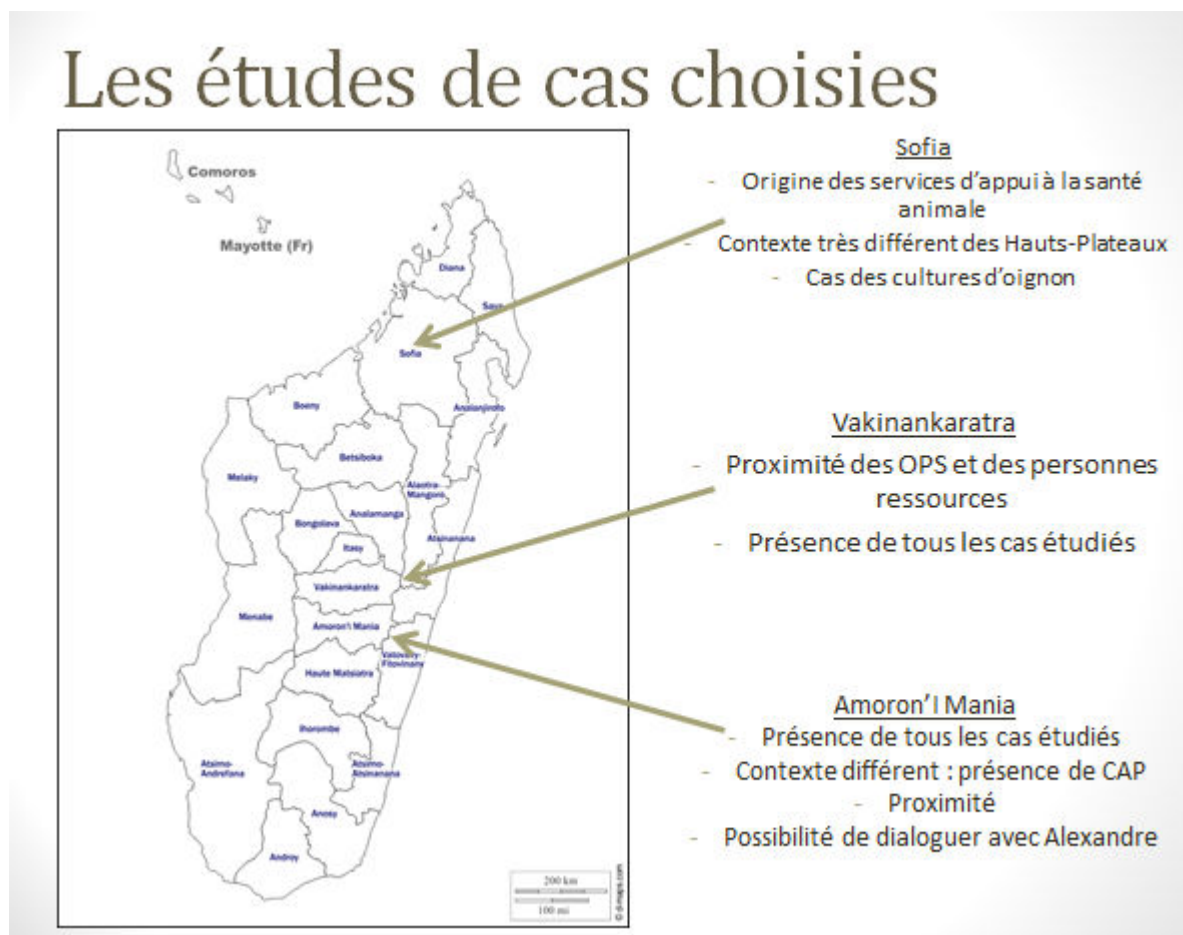 Les études de cas choisies
Comoros
Mayotte (Fr)
Diana
Sava
Sofia
Boeny
Analanjirofo
Betsiboka
Melaky
Alaotra-
Mangoro
Analamanga
Bongolava
Itasy
Atsinanana
Vakinankaratra
Menabe
Amoron'i Mania
Vatovavy-
Fitovinany
Haute Matsiatra
Ihorombe
Atsimo-
Andrefana
Atsimo-
Atsinanana
Anosy
Androy
200 km
100 mi
© d-maps.com
Sofia
- Origine des services d'appui à la santé
animale
- Contexte très différent des Hauts-Plateaux
- Cas des cultures d'oignon
Vakinankaratra
- Proximité des OPS et des personnes
ressources
- Présence de tous les cas étudiés
Amoron'I Mania
- Présence de tous les cas étudiés
- Contexte différent : présence de CAP
- Proximité
- Possibilité de dialoguer avec Alexandre